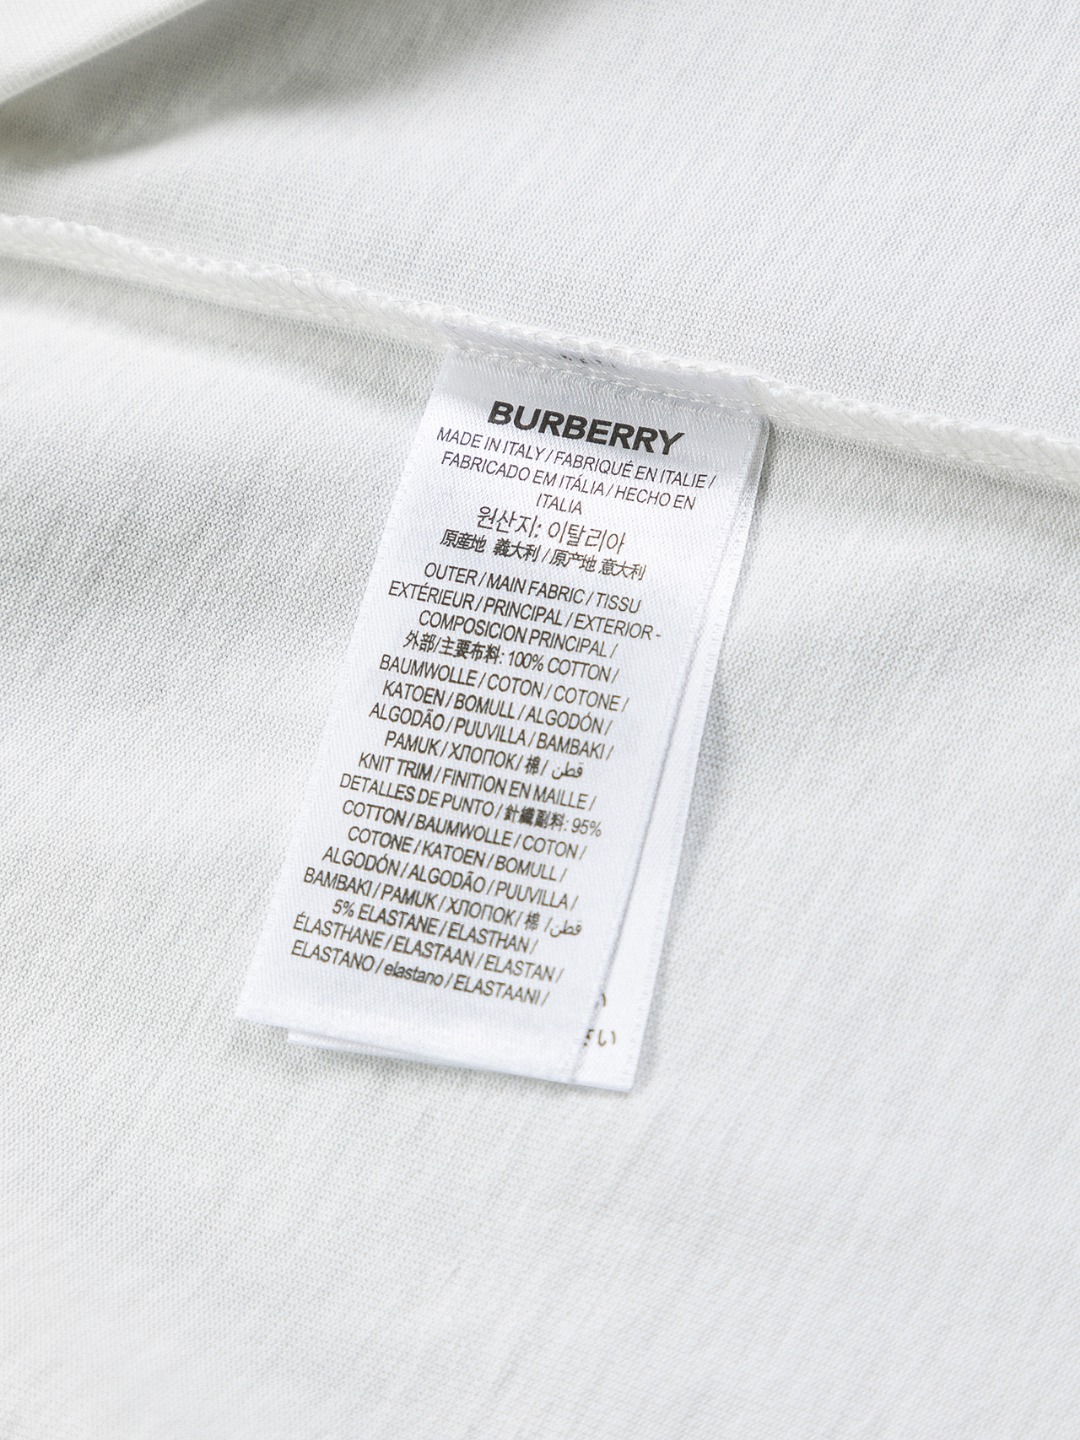 BURBERRY
MADE IN ITALY / FABRIQUÉ EN ITALIE /
FABRICADO EM ITÁLIA / HECHO EN
ITALIA
원산지: 이탈리아
原産地 義大利 / 原产地 意大利
OUTER / MAIN FABRIC / TISSU
EXTÉRIEUR / PRINCIPAL / EXTERIOR -
COMPOSICION PRINCIPAL /
外部/主要布料: 100% COTTON /
BAUMWOLLE / COTON / COTONE /
KATOEN / BOMULL / ALGODÓN /
ALGODÃO / PUUVILLA / BAMBAKI /
PAMUK / ХЛОПОК / 棉 / قطن
KNIT TRIM / FINITION EN MAILLE /
DETALLES DE PUNTO / 針織副料: 95%
COTTON / BAUMWOLLE / COTON /
COTONE / KATOEN / BOMULL /
ALGODÓN / ALGODÃO / PUUVILLA /
BAMBAKI / PAMUK / ХЛОПОК / 棉 / قطن
5% ELASTANE / ELASTHAN /
ÉLASTHANE / ELASTAAN / ELASTAN /
ELASTANO / elastano / ELASTAANI /
い
さい